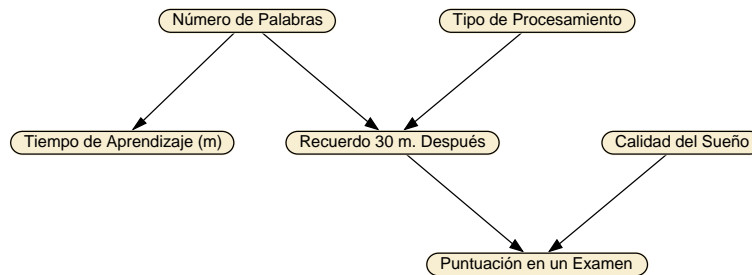 Número de Palabras
Tipo de Procesamiento
Tiempo de Aprendizaje (m)
Recuerdo 30 m. Después
Calidad del Sueño
Puntuación en un Examen